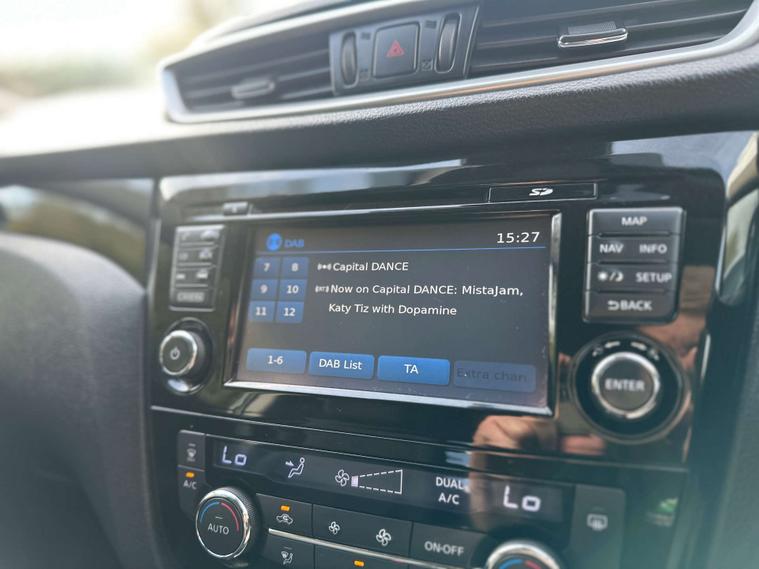 SD
MAP
NAV INFO
SETUP
BACK
ENTER
DAB 15:27
7 8
9 10
11 12
Capital DANCE
Now on Capital DANCE: MistaJam,
Katy Tiz with Dopamine
1-6 DAB List TA Extra chan
Lo
A/C
DUAL
A/C
Lo
AUTO
ON·OFF